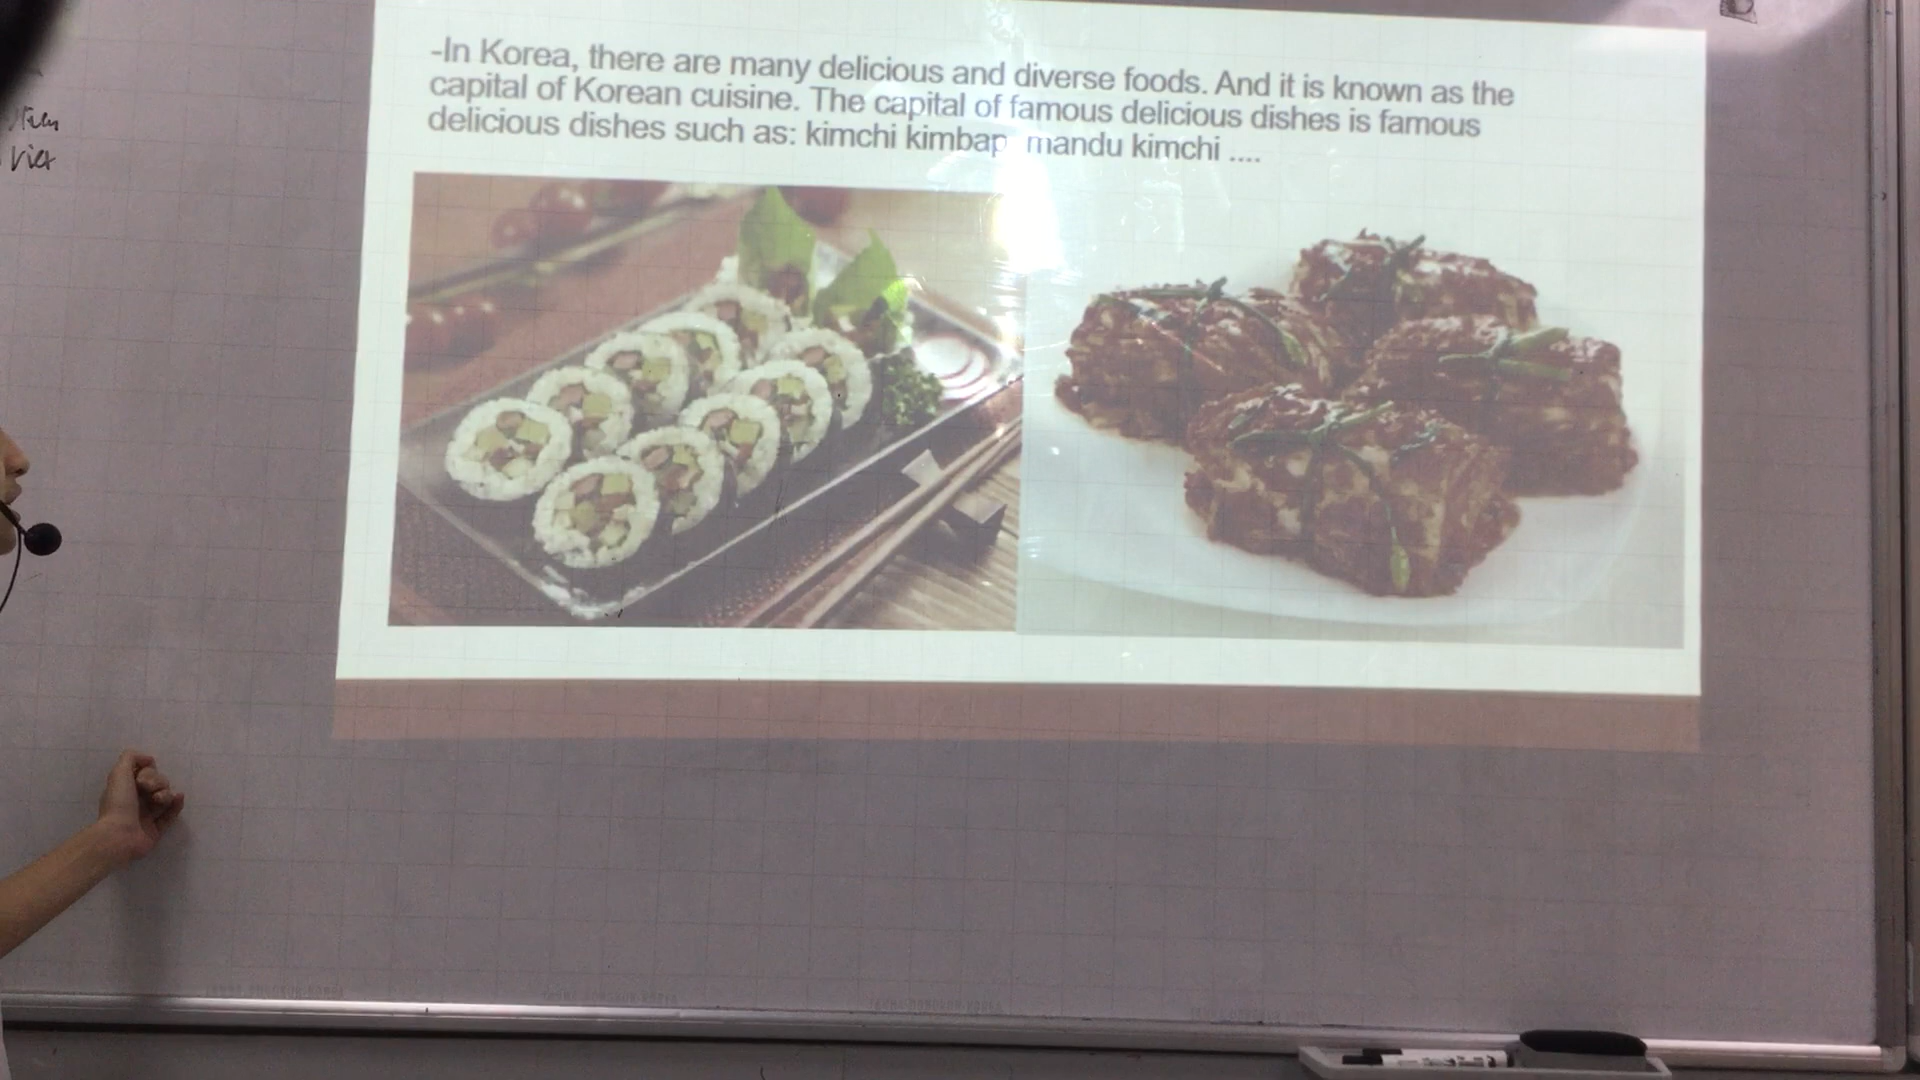 -In Korea, there are many delicious and diverse foods. And it is known as the
capital of Korean cuisine. The capital of famous delicious dishes is famous
delicious dishes such as: kimchi kimbap mandu kimchi ....